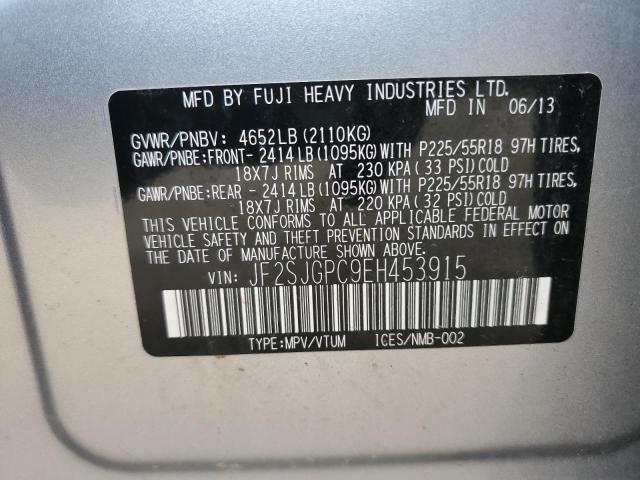 MFD BY FUJI HEAVY INDUSTRIES LTD.
MFD IN 06/13
GVWR/PNBV: 4652LB (2110KG)
GAWR/PNBE:FRONT- 2414LB(1095KG)WITH P225/55R18 97H TIRES,
18X7J RIMS AT 230 KPA (33 PSI)COLD
GAWR/PNBE:REAR - 2414LB(1095KG)WITH P225/55R18 97H TIRES,
18X7J RIMS AT 220 KPA (32 PSI)COLD
THIS VEHICLE CONFORMS TO ALL APPLICABLE FEDERAL MOTOR
VEHICLE SAFETY AND THEFT PREVENTION STANDARDS IN EFFECT ON
THE DATE OF MANUFACTURE SHOWN ABOVE.
VIN: JF2SJGPC9EH453915
TYPE:MPV/VTUM ICES/NMB-002